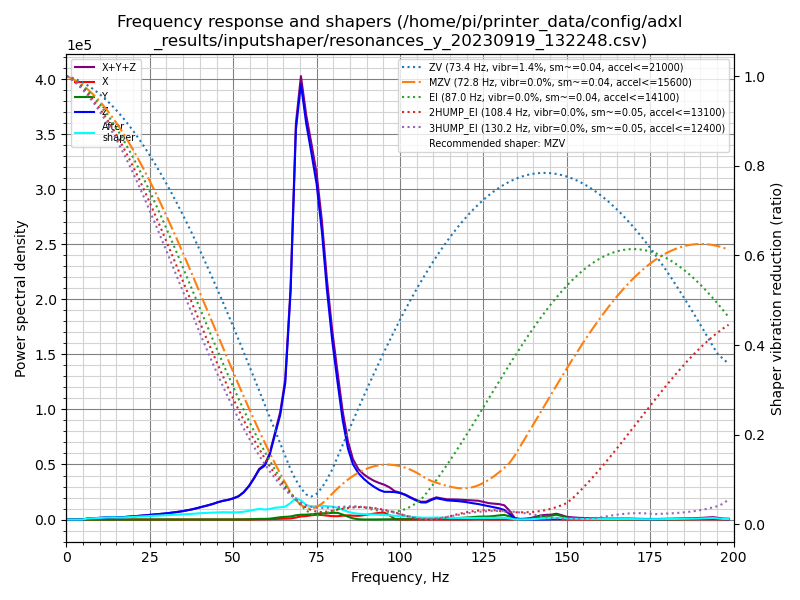 Frequency response and shapers (/home/pi/printer_data/config/adxl
_results/inputshaper/resonances_y_20230919_132248.csv)
1e5
X+Y+Z
X
Y
Z
After
shaper
ZV (73.4 Hz, vibr=1.4%, sm~=0.04, accel<=21000)
MZV (72.8 Hz, vibr=0.0%, sm~=0.04, accel<=15600)
EI (87.0 Hz, vibr=0.0%, sm~=0.04, accel<=14100)
2HUMP_EI (108.4 Hz, vibr=0.0%, sm~=0.05, accel<=13100)
3HUMP_EI (130.2 Hz, vibr=0.0%, sm~=0.05, accel<=12400)
Recommended shaper: MZV
Power spectral density
4.0
3.5
3.0
2.5
2.0
1.5
1.0
0.5
0.0
1.0
0.8
0.6
0.4
0.2
0.0
Shaper vibration reduction (ratio)
0 25 50 75 100 125 150 175 200
Frequency, Hz